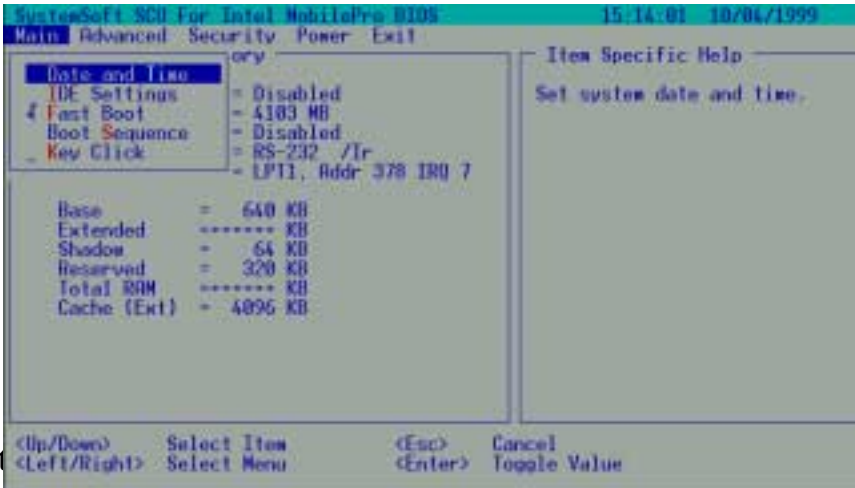 SystemSoft SCU For Intel MobilePro BIOS 15:14:01 10/04/1999
Main Advanced Security Power Exit
ory
Item Specific Help
Date and Time
IDE Settings = Disabled
Set system date and time.
Fast Boot = 4103 MB
Boot Sequence = Disabled
_ Key Click = RS-232 /Ir
= LPT1, Addr 378 IRQ 7
Base = 640 KB
Extended ------- KB
Shadow = 64 KB
Reserved = 320 KB
Total RAM ------- KB
Cache (Ext) = 4096 KB
<Up/Down> Select Item <Esc> Cancel
<Left/Right> Select Menu <Enter> Toggle Value